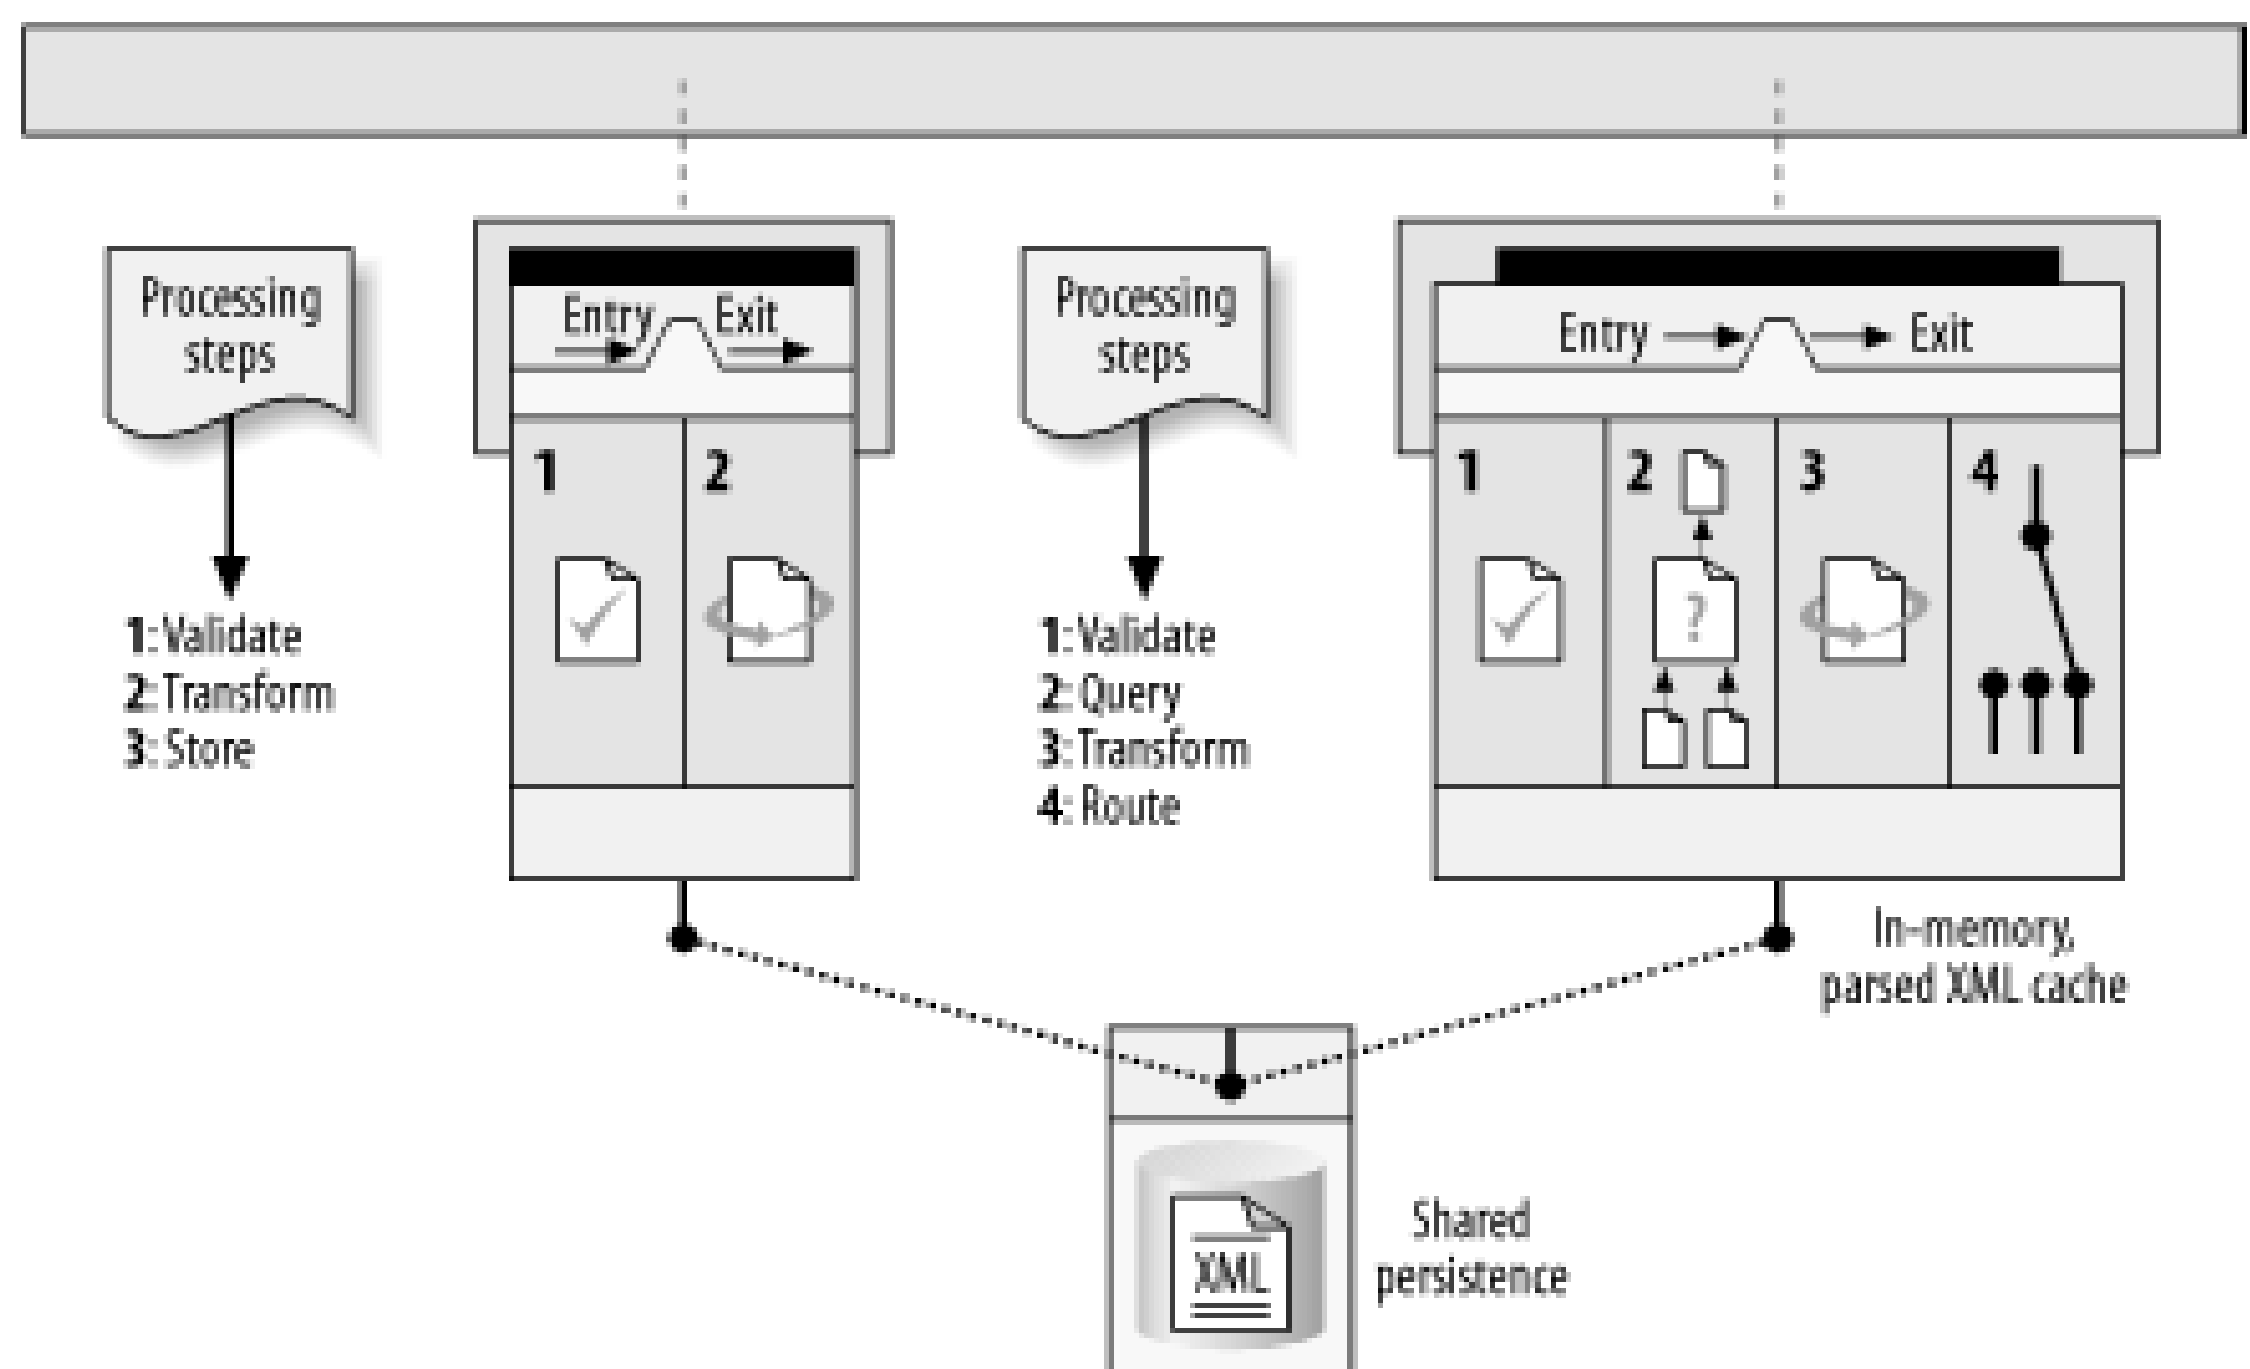 Processing
steps
1: Validate
2: Transform
3: Store
Entry Exit
1 2
Processing
steps
1: Validate
2: Query
3: Transform
4: Route
Entry Exit
1 2 3 4
?
In-memory,
parsed XML cache
XML
Shared
persistence